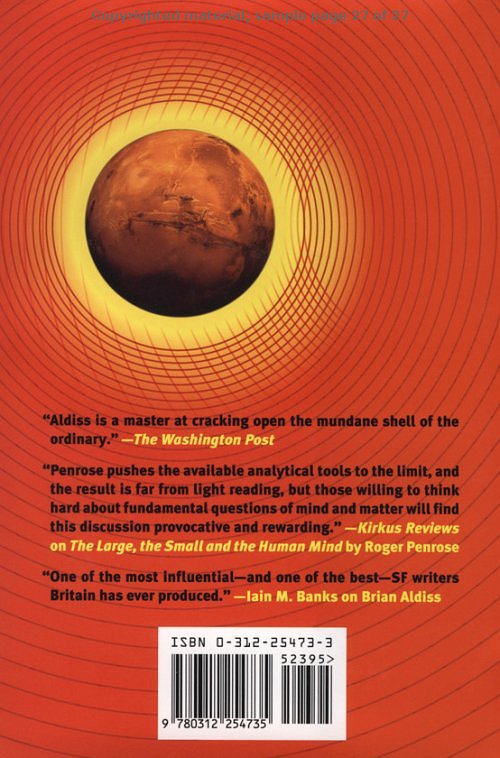 Copyrighted material, sample page 37 of 37
“Aldiss is a master at cracking open the mundane shell of the
ordinary.” —The Washington Post
“Penrose pushes the available analytical tools to the limit, and
the result is far from light reading, but those willing to think
hard about fundamental questions of mind and matter will find
this discussion provocative and rewarding.” —Kirkus Reviews
on The Large, the Small and the Human Mind by Roger Penrose
“One of the most influential—and one of the best—SF writers
Britain has ever produced.” —Iain M. Banks on Brian Aldiss
ISBN 0-312-25473-3
52395>
9 780312 254735